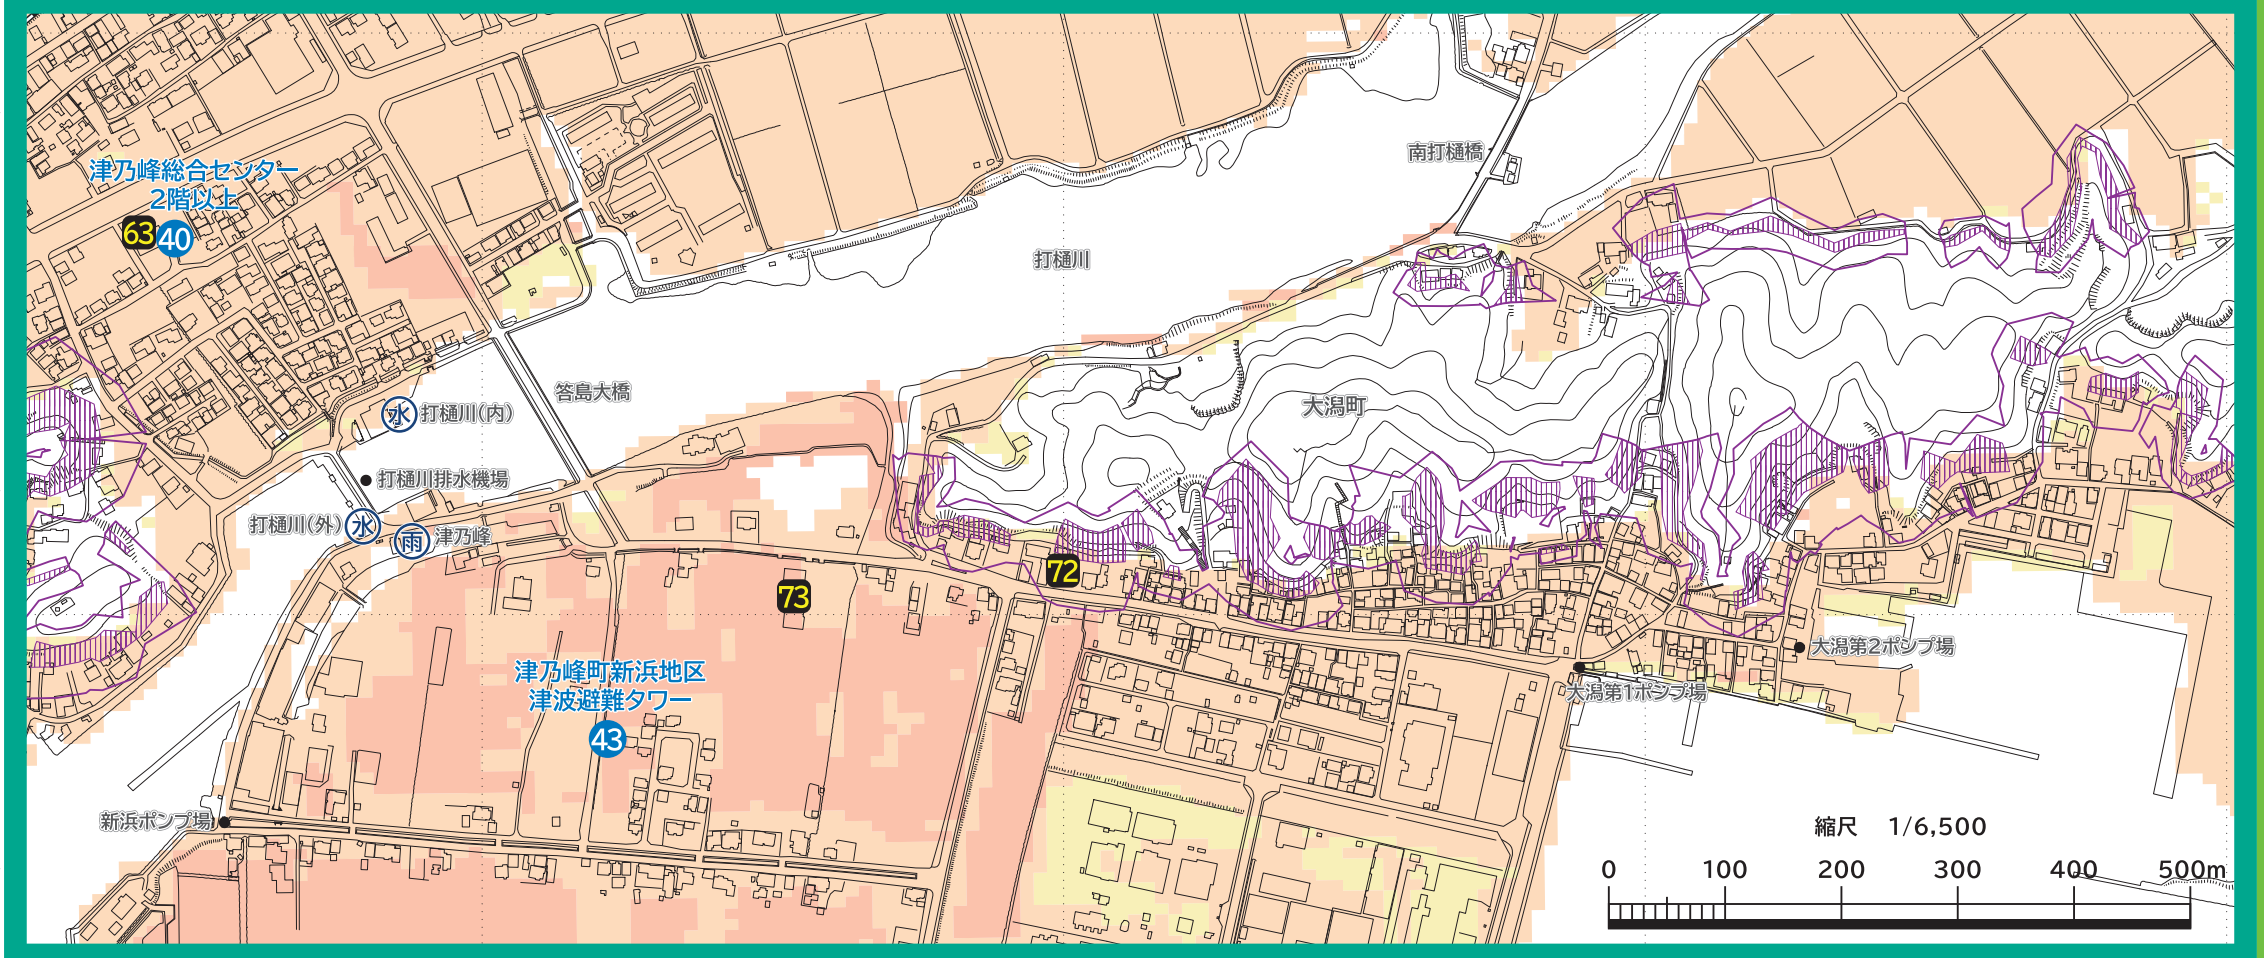 南打樋橋
津乃峰総合センター
2階以上
63
40
打樋川
答島大橋
大潟町
水 打樋川(内)
打樋川排水機場
打樋川(外) 水
雨 津乃峰
72
73
大潟第2ポンプ場
津乃峰町新浜地区
津波避難タワー
43
大潟第1ポンプ場
新浜ポンプ場
縮尺 1/6,500
0 100 200 300 400 500m